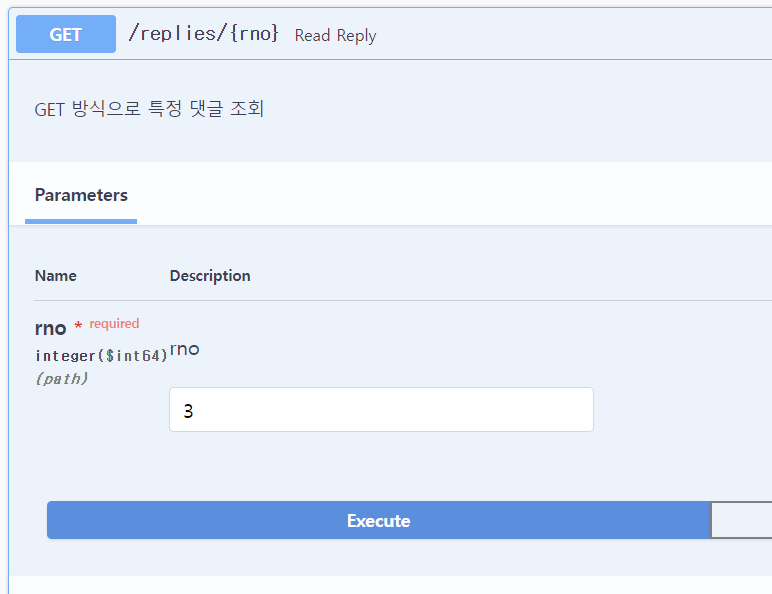 GET /replies/{rno} Read Reply
GET 방식으로 특정 댓글 조회
Parameters
Name Description
rno * required
integer($int64)
(path)
rno
3
Execute